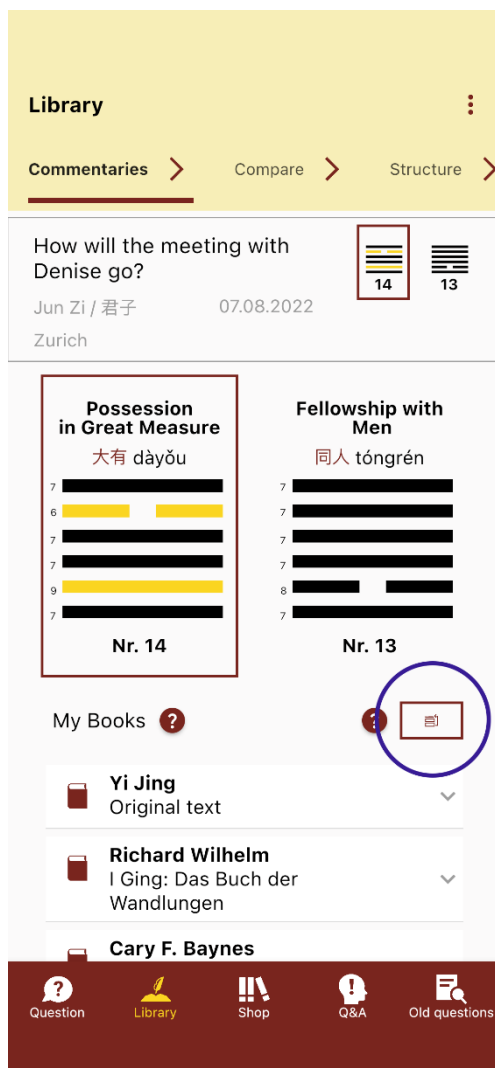 Library
Commentaries
Compare
Structure
How will the meeting with
Denise go?
14
13
Jun Zi / 君子
07.08.2022
Zurich
Possession
in Great Measure
大有 dàyǒu
7
6
7
7
9
7
Nr. 14
Fellowship with
Men
同人 tóngrén
7
7
7
7
8
7
Nr. 13
My Books ?
?
Yi Jing
Original text
Richard Wilhelm
I Ging: Das Buch der
Wandlungen
Cary F. Baynes
?
Question
Library
Shop
!
Q&A
Old questions